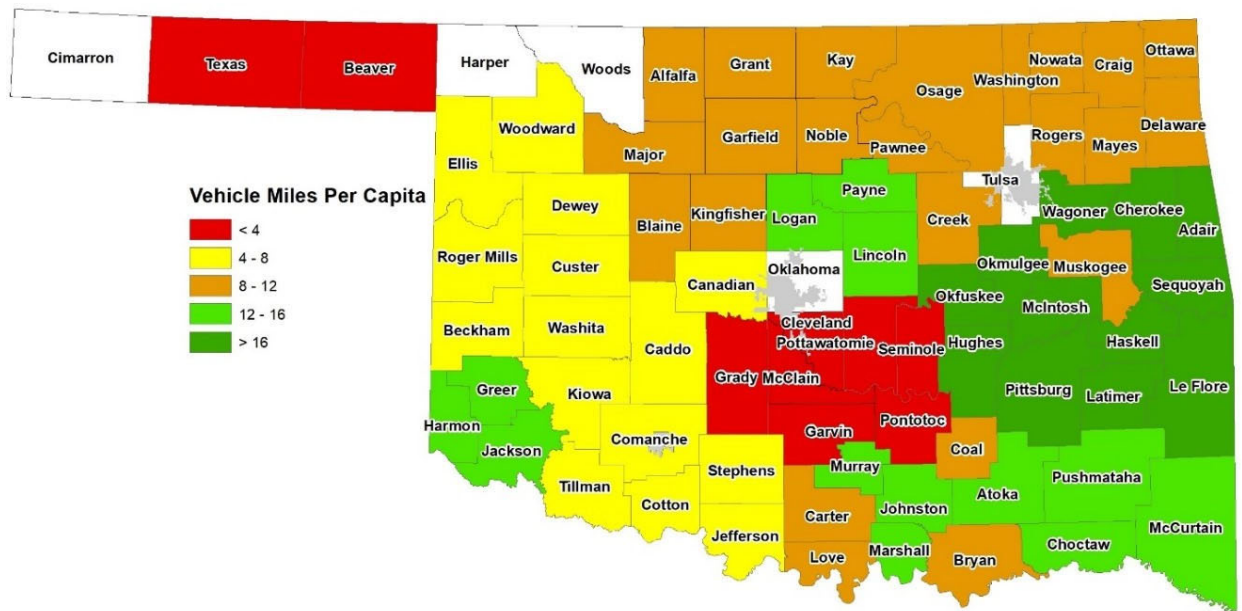 Cimarron
Texas
Beaver
Harper
Woods
Alfalfa
Grant
Kay
Osage
Washington
Nowata
Craig
Ottawa
Woodward
Ellis
Major
Garfield
Noble
Pawnee
Rogers
Mayes
Delaware
Tulsa
Vehicle Miles Per Capita
< 4
4 - 8
8 - 12
12 - 16
> 16
Dewey
Blaine
Kingfisher
Logan
Payne
Creek
Wagoner
Cherokee
Adair
Roger Mills
Custer
Canadian
Oklahoma
Lincoln
Okmulgee
Muskogee
Sequoyah
Beckham
Washita
Caddo
Cleveland
Pottawatomie
Seminole
Okfuskee
McIntosh
Hughes
Haskell
Grady
McClain
Pittsburg
Latimer
Le Flore
Greer
Kiowa
Harmon
Jackson
Comanche
Garvin
Pontotoc
Coal
Tillman
Cotton
Stephens
Murray
Johnston
Atoka
Pushmataha
McCurtain
Jefferson
Carter
Love
Marshall
Bryan
Choctaw